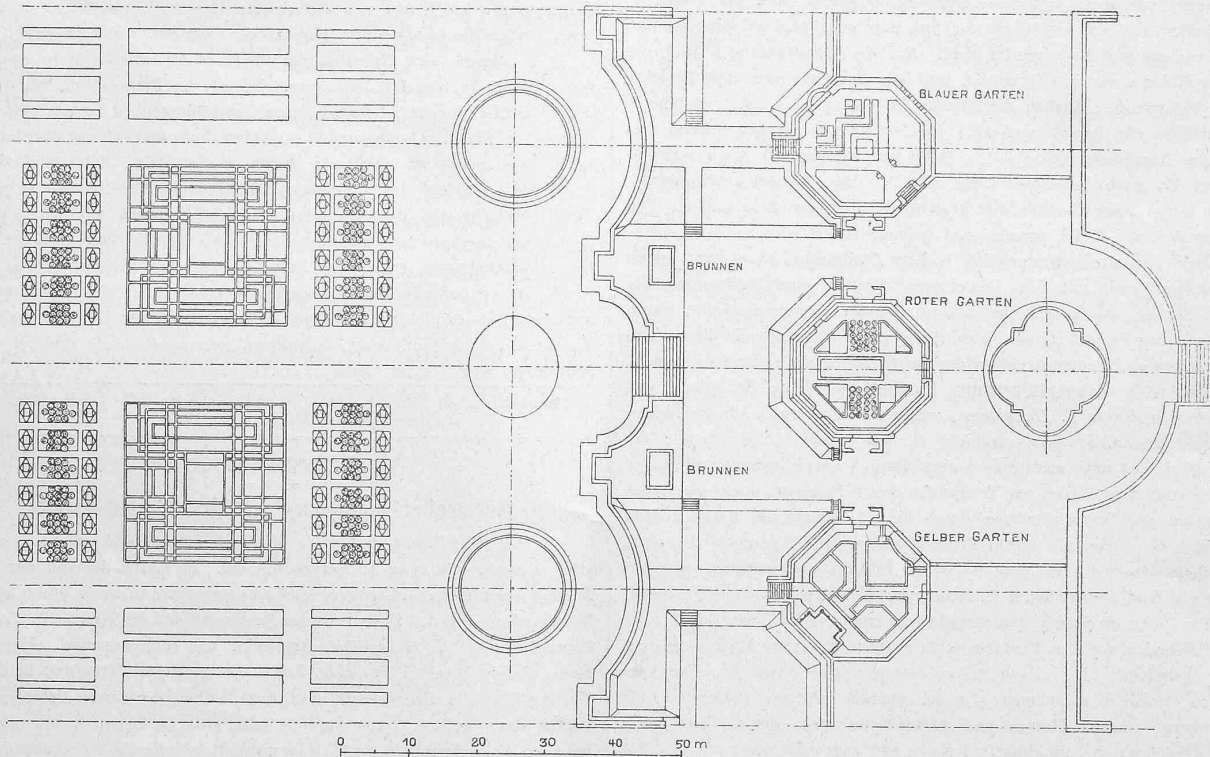 BLAUER GARTEN
BRUNNEN
ROTER GARTEN
BRUNNEN
GELBER GARTEN
0 10 20 30 40 50 m